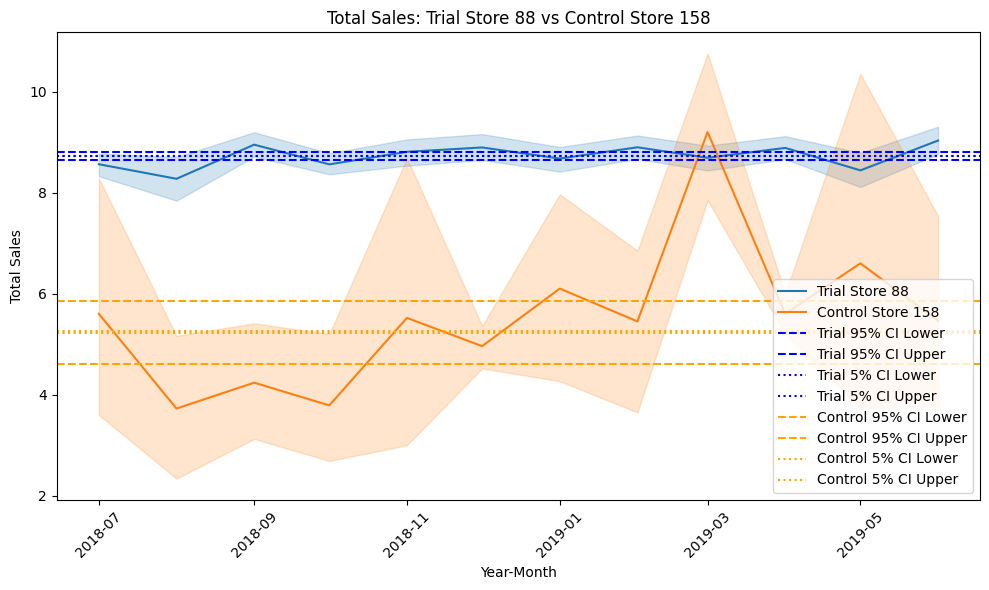 Total Sales: Trial Store 88 vs Control Store 158
Total Sales
10
8
6
4
2
Trial Store 88
Control Store 158
Trial 95% CI Lower
Trial 95% CI Upper
Trial 5% CI Lower
Trial 5% CI Upper
Control 95% CI Lower
Control 95% CI Upper
Control 5% CI Lower
Control 5% CI Upper
2018-07
2018-09
2018-11
2019-01
2019-03
2019-05
Year-Month